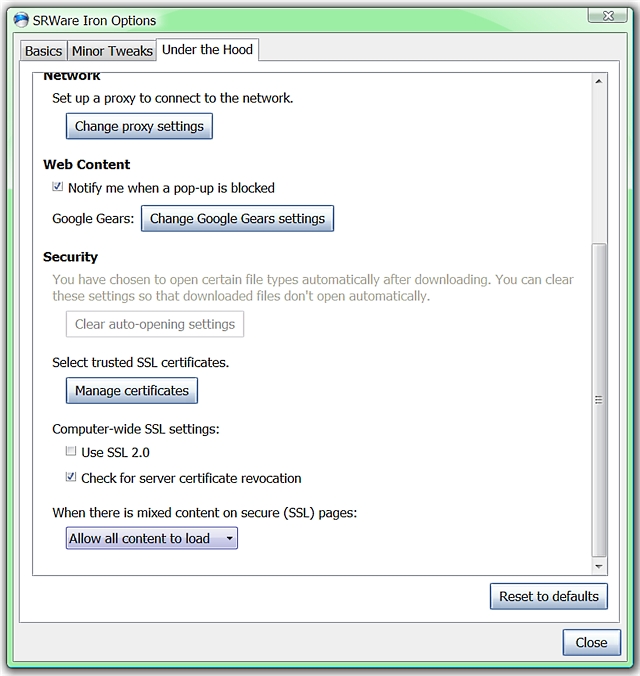 SRWare Iron Options
Basics
Minor Tweaks
Under the Hood
Network
Set up a proxy to connect to the network.
Change proxy settings
Web Content
Notify me when a pop-up is blocked
Google Gears:
Change Google Gears settings
Security
You have chosen to open certain file types automatically after downloading. You can clear
these settings so that downloaded files don't open automatically.
Clear auto-opening settings
Select trusted SSL certificates.
Manage certificates
Computer-wide SSL settings:
Use SSL 2.0
Check for server certificate revocation
When there is mixed content on secure (SSL) pages:
Allow all content to load
Reset to defaults
Close